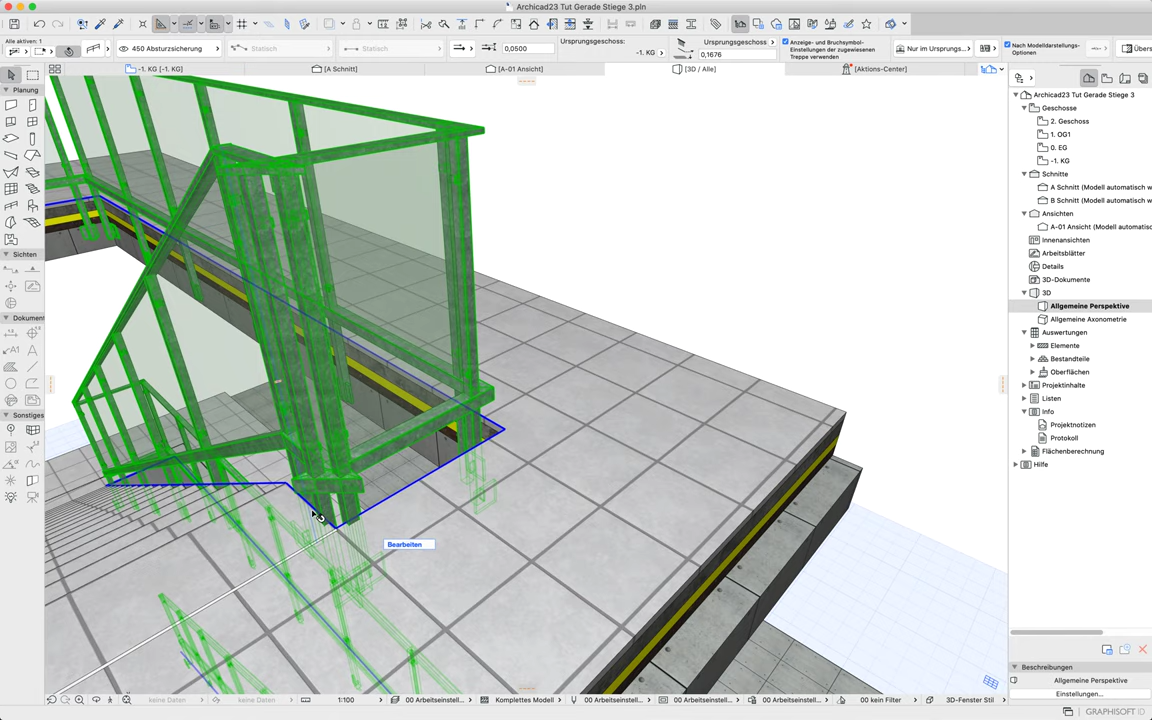 Archicad23 Tut Gerade Stiege 3.pln
Alle aktiven: 1
450 Absturzsicherung
Statisch
Statisch
0,0500
Ursprungsgeschoss:
-1. KG
Ursprungsgeschoss
0,1676
Anzeige- und Bruchsymbol-
Einstellungen der zugewiesenen
Treppe verwenden
Nur im Ursprungs...
Nach Modelldarstellungs-
Optionen
Übers
-1. KG [-1. KG]
[A Schnitt]
[A-01 Ansicht]
[3D / Alle]
[Aktions-Center]
Planung
Sichten
Dokument
Sonstiges
A1
Bearbeiten
Archicad23 Tut Gerade Stiege 3
Geschosse
2. Geschoss
1. OG1
0. EG
-1. KG
Schnitte
A Schnitt (Modell automatisch w
B Schnitt (Modell automatisch w
Ansichten
A-01 Ansicht (Modell automatisc
Innenansichten
Arbeitsblätter
Details
3D-Dokumente
3D
Allgemeine Perspektive
Allgemeine Axonometrie
Auswertungen
Elemente
Bestandteile
Oberflächen
Projektinhalte
Listen
Info
Projektnotizen
Protokoll
Flächenberechnung
Hilfe
Beschreibungen
Allgemeine Perspektive
Einstellungen...
keine Daten
keine Daten
1:100
00 Arbeitseinstell...
Komplettes Modell
00 Arbeitseinstell...
00 Arbeitseinstell...
00 Arbeitseinstell...
00 kein Filter
3D-Fenster Stil
GRAPHISOFT ID